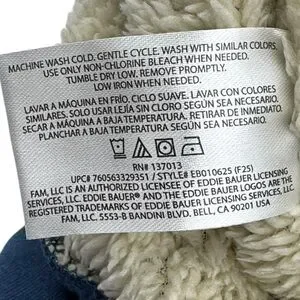 MACHINE WASH COLD. GENTLE CYCLE. WASH WITH SIMILAR COLORS.
USE ONLY NON-CHLORINE BLEACH WHEN NEEDED.
TUMBLE DRY LOW. REMOVE PROMPTLY.
LOW IRON WHEN NEEDED.
LAVAR A MÁQUINA EN FRÍO. CICLO SUAVE. LAVAR CON COLORES
SIMILARES. SOLO USAR LEJÍA SIN CLORO SEGÚN SEA NECESARIO.
SECAR A MÁQUINA A BAJA TEMPERATURA. RETIRAR DE INMEDIATO.
PLANCHAR A BAJA TEMPERATURA SEGÚN SEA NECESARIO.
RN# 137013
UPC# 760563329351 / STYLE# EB010625 (F25)
FAM, LLC. IS AN AUTHORIZED LICENSEE OF EDDIE BAUER LICENSING
SERVICES, LLC. EDDIE BAUER® AND THE EDDIE BAUER LOGOS ARE THE
REGISTERED TRADEMARKS OF EDDIE BAUER LICENSING SERVICES, LLC.
FAM, LLC. 5553-B BANDINI BLVD. BELL, CA 90201 USA